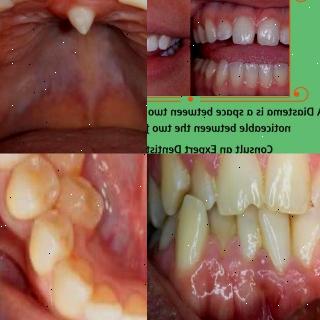 A Diastema is a space between two
noticeable between the two
Consult an Expert Dentist